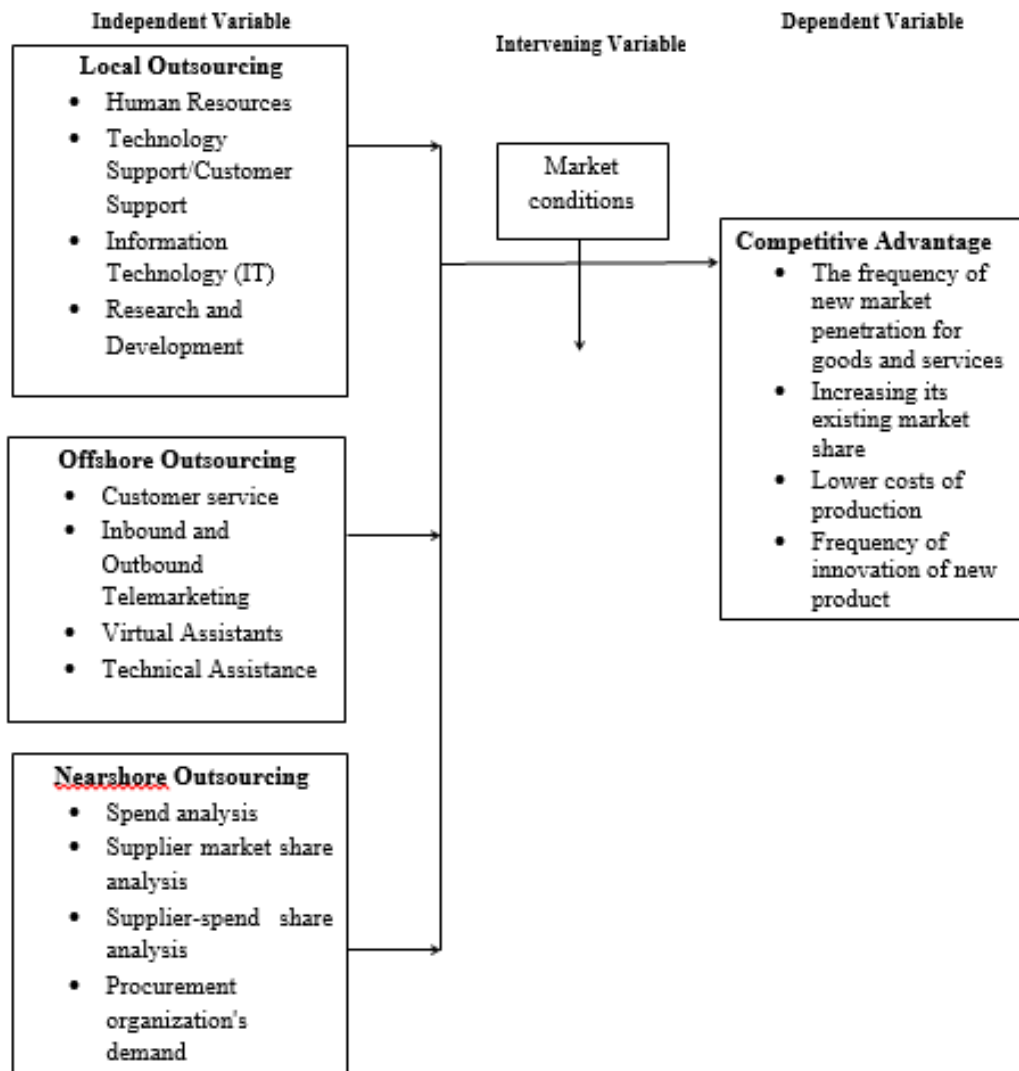 Independent Variable
Intervening Variable
Dependent Variable
Local Outsourcing
• Human Resources
• Technology
Support/Customer
Support
• Information
Technology (IT)
• Research and
Development
Offshore Outsourcing
• Customer service
• Inbound and
Outbound
Telemarketing
• Virtual Assistants
• Technical Assistance
Nearshore Outsourcing
• Spend analysis
• Supplier market share
analysis
• Supplier-spend share
analysis
• Procurement
organization's
demand
Market
conditions
Competitive Advantage
• The frequency of
new market
penetration for
goods and services
• Increasing its
existing market
share
• Lower costs of
production
• Frequency of
innovation of new
product